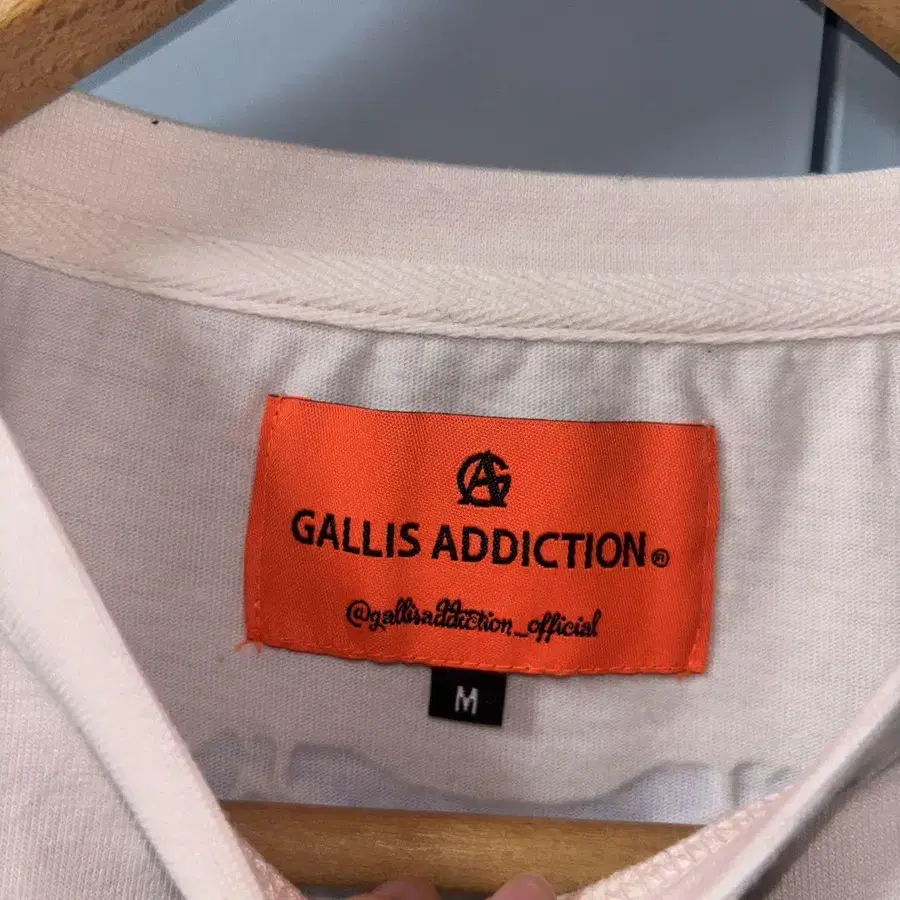 GALLIS ADDICTION®
@gallisaddiction_official
M